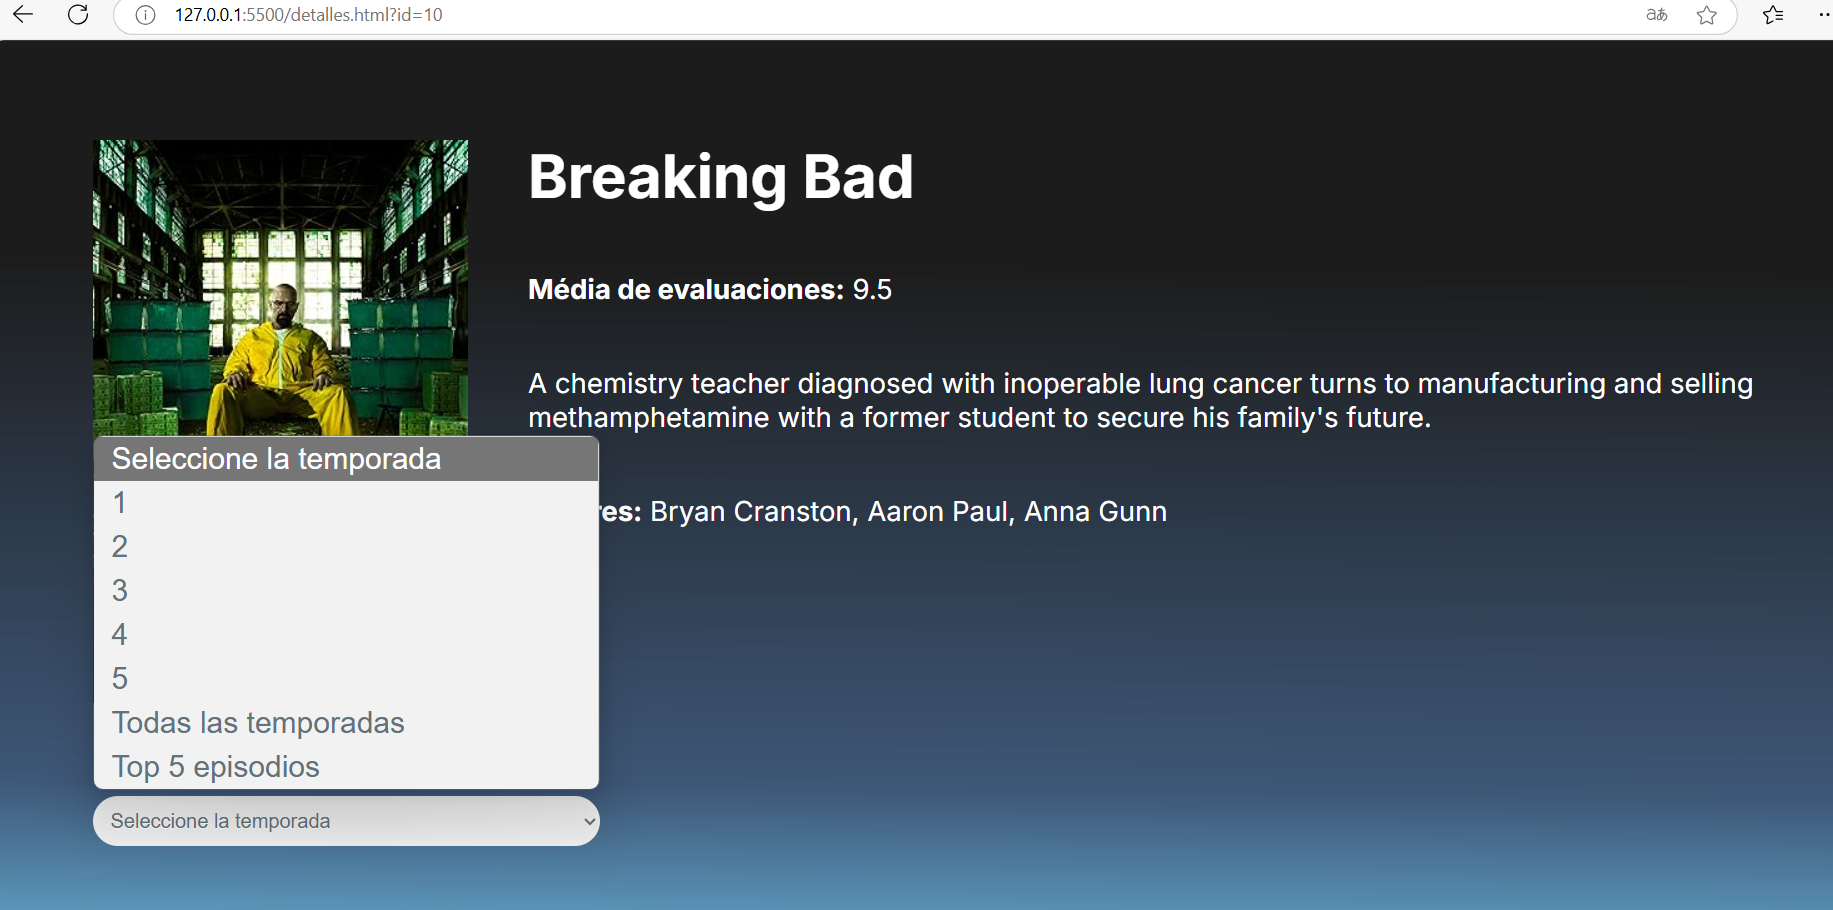 127.0.0.1:5500/detalles.html?id=10
Breaking Bad
Média de evaluaciones: 9.5
A chemistry teacher diagnosed with inoperable lung cancer turns to manufacturing and selling
methamphetamine with a former student to secure his family's future.
res: Bryan Cranston, Aaron Paul, Anna Gunn
Seleccione la temporada
1
2
3
4
5
Todas las temporadas
Top 5 episodios
Seleccione la temporada